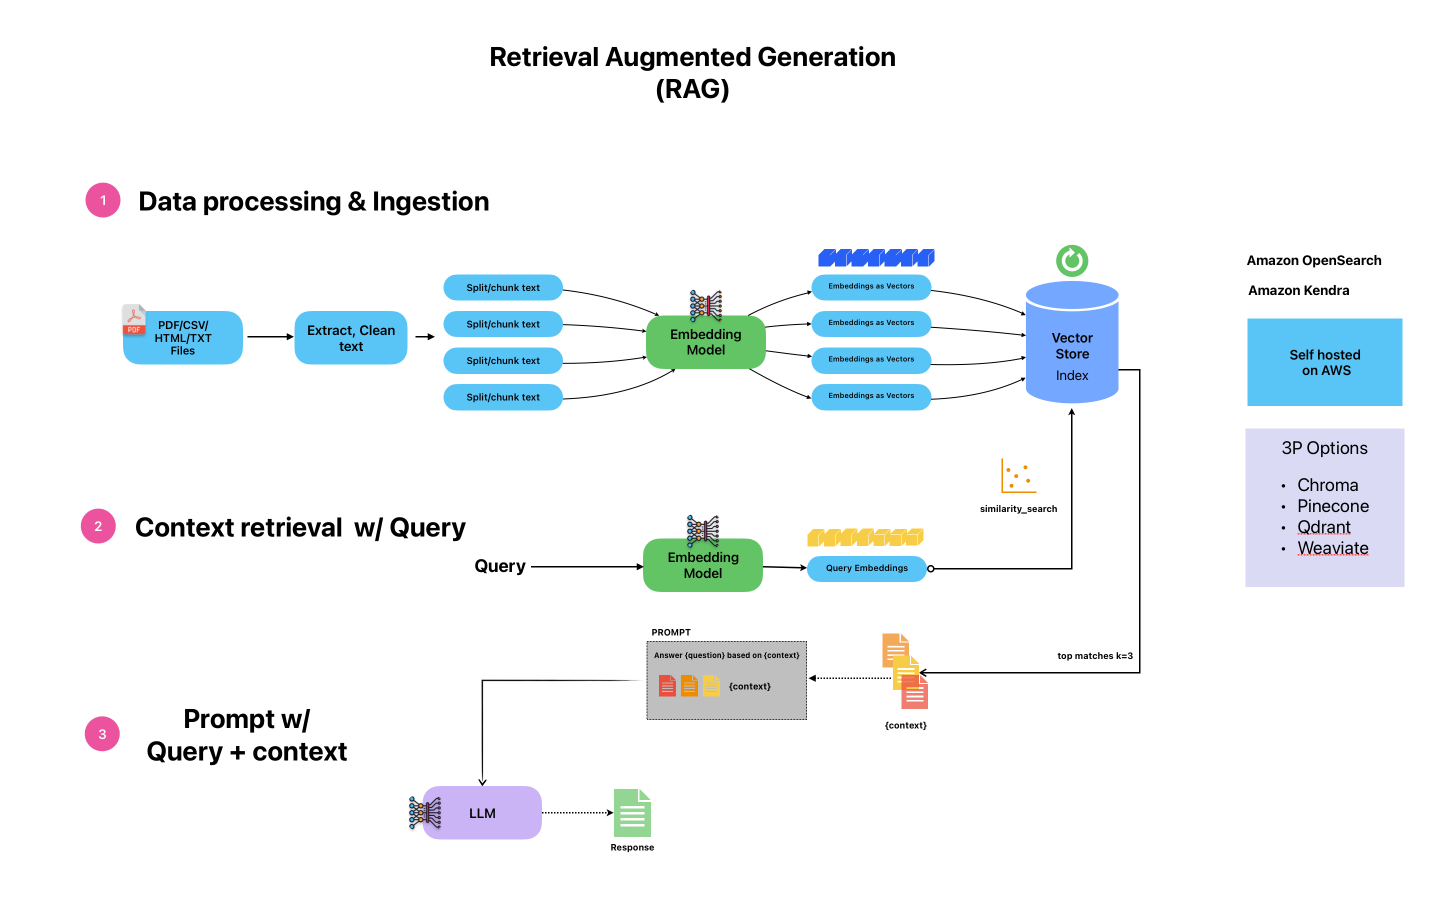 Retrieval Augmented Generation
(RAG)
1
Data processing & Ingestion
PDF
PDF/CSV/
HTML/TXT
Files
Extract, Clean
text
Split/chunk text
Split/chunk text
Split/chunk text
Split/chunk text
Embedding
Model
Embeddings as Vectors
Embeddings as Vectors
Embeddings as Vectors
Embeddings as Vectors
Vector
Store
Index
Amazon OpenSearch
Amazon Kendra
Self hosted
on AWS
3P Options
• Chroma
• Pinecone
• Qdrant
• Weaviate
2
Context retrieval w/ Query
Query
Embedding
Model
Query Embeddings
similarity_search
top matches k=3
{context}
PROMPT
Answer {question} based on {context}
{context}
3
Prompt w/
Query + context
LLM
Response